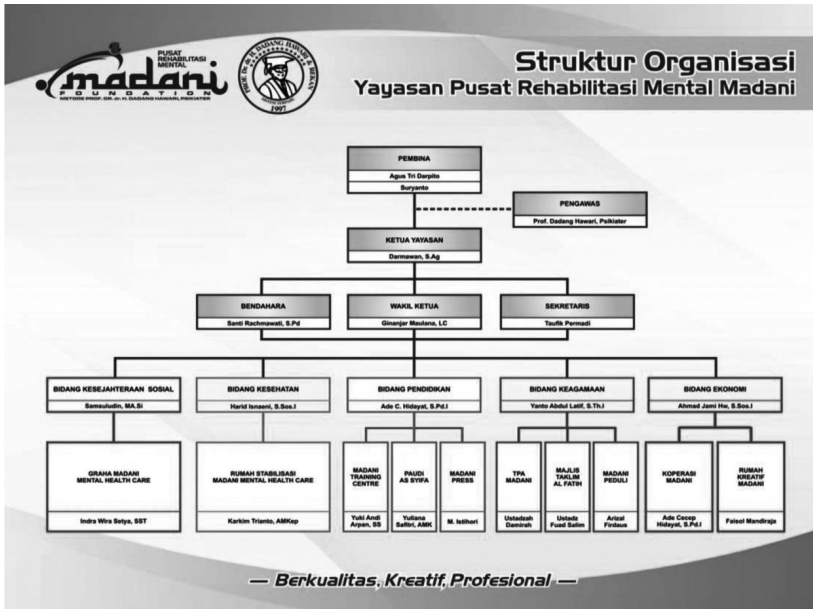 PUSAT
REHABILITASI
MENTAL
madani
FOUNDATION
METODE PROF. DR. dr. H. DADANG HAWARI, PSIKIATER
PROF. Dr. dr. H. DADANG HAWARI & REKAN
1997
Struktur Organisasi
Yayasan Pusat Rehabilitasi Mental Madani
PEMBINA
Agus Tri Darpito
Suryanto
PENGAWAS
Prof. Dadang Hawari, Psikiater
KETUA YAYASAN
Darmawan, S.Ag
BENDAHARA
Santi Rachmawati, S.Pd
WAKIL KETUA
Ginanjar Maulana, LC
SEKRETARIS
Taufik Permadi
BIDANG KESEJAHTERAAN SOSIAL
Samsuludin, MA.Si
BIDANG KESEHATAN
Harid Isnaeni, S.Sos.I
BIDANG PENDIDIKAN
Ade C. Hidayat, S.Pd.I
BIDANG KEAGAMAAN
Yanto Abdul Latif, S.Th.I
BIDANG EKONOMI
Ahmad Jami Hw, S.Sos.I
GRAHA MADANI
MENTAL HEALTH CARE
Indra Wira Setya, SST
RUMAH STABILISASI
MADANI MENTAL HEALTH CARE
Karkim Trianto, AMKep
MADANI
TRAINING
CENTRE
Yuki Andi
Arpan, SS
PAUDI
AS SYIFA
Yuliana
Safitri, AMK
MADANI
PRESS
M. Istihori
TPA
MADANI
Ustadzah
Damirah
MAJLIS
TAKLIM
AL FATIH
Ustadz
Fuad Salim
MADANI
PEDULI
Arizal
Firdaus
KOPERASI
MADANI
Ade Cecep
Hidayat, S.Pd.I
RUMAH
KREATIF
MADANI
Faisol Mandiraja
— Berkualitas, Kreatif, Profesional —